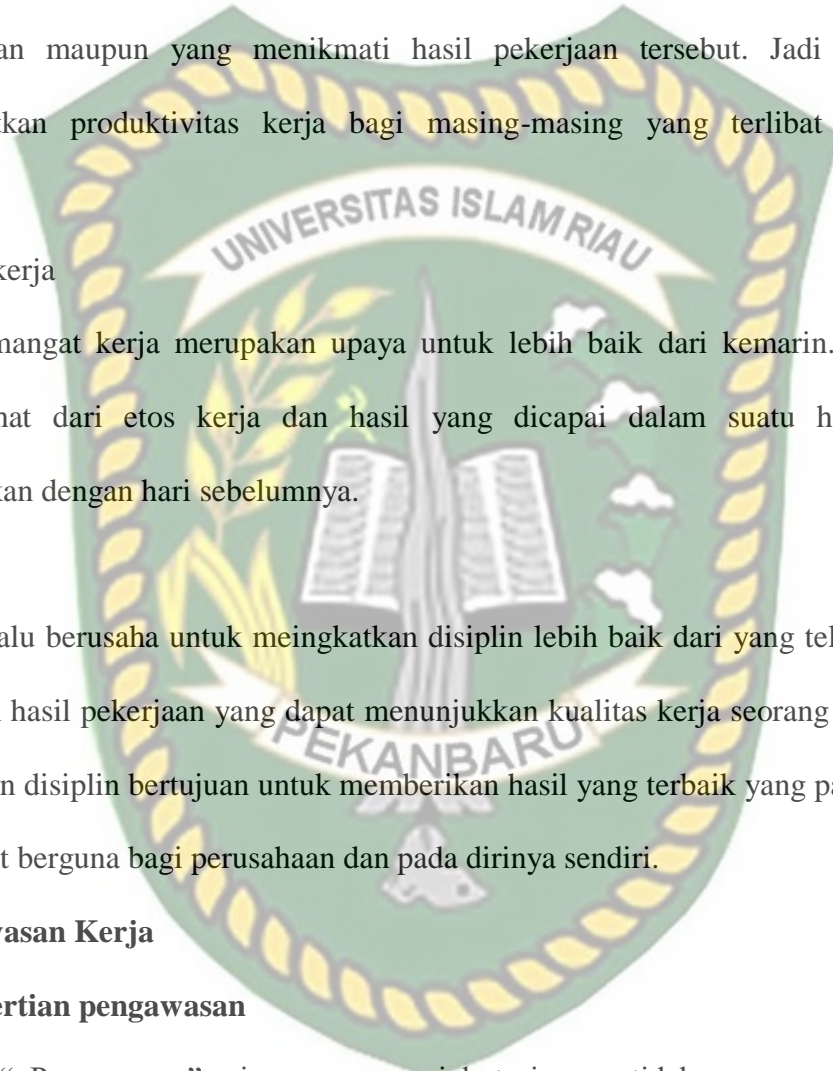 an maupun yang menikmati hasil pekerjaan tersebut. Jadi
tkan produktivitas kerja bagi masing-masing yang terlibat
UNIVERSITAS ISLAM RIAU
kerja
mangat kerja merupakan upaya untuk lebih baik dari kemarin.
hat dari etos kerja dan hasil yang dicapai dalam suatu h
kan dengan hari sebelumnya.
alu berusaha untuk meingkatkan disiplin lebih baik dari yang tel
hasil pekerjaan yang dapat menunjukkan kualitas kerja seorang
PEKANBARU
n disiplin bertujuan untuk memberikan hasil yang terbaik yang pa
t berguna bagi perusahaan dan pada dirinya sendiri.
wasan Kerja
ertian pengawasan